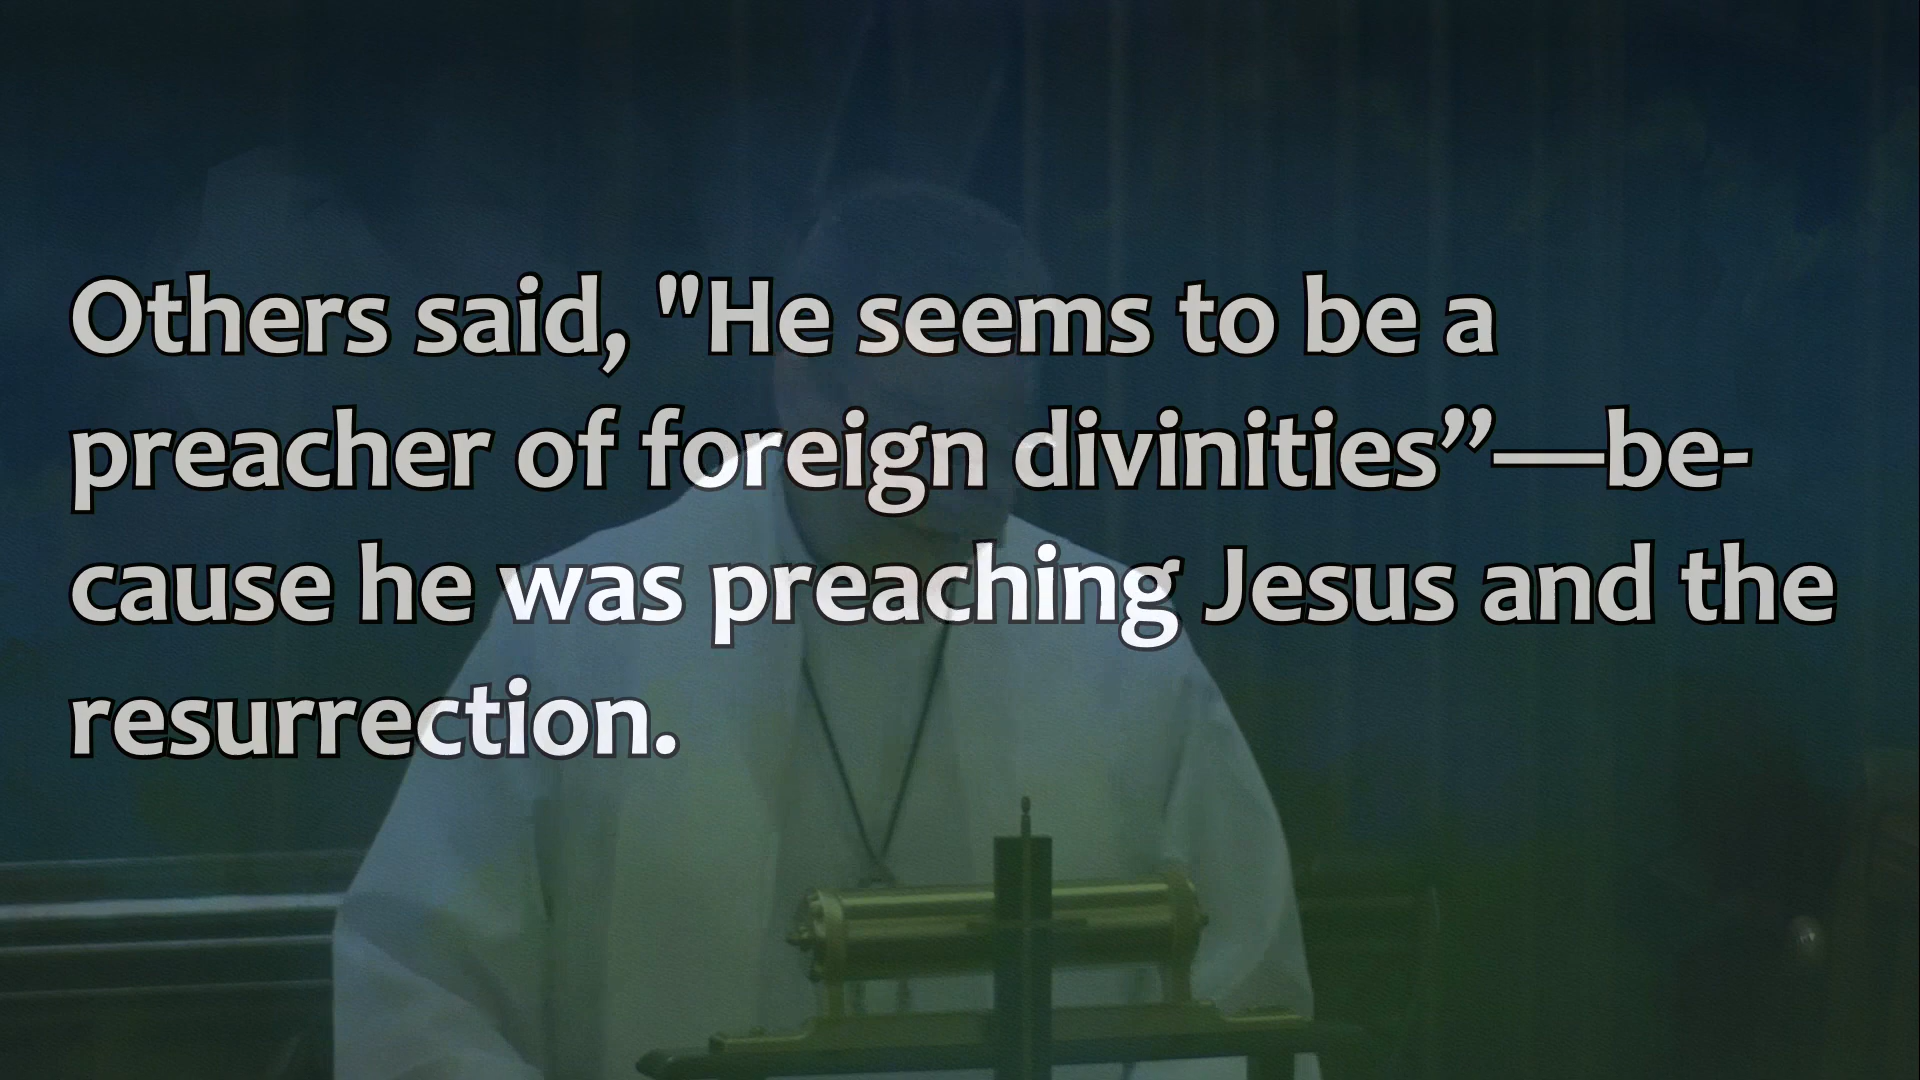 Others said, "He seems to be a
preacher of foreign divinities”—be-
cause he was preaching Jesus and the
resurrection.